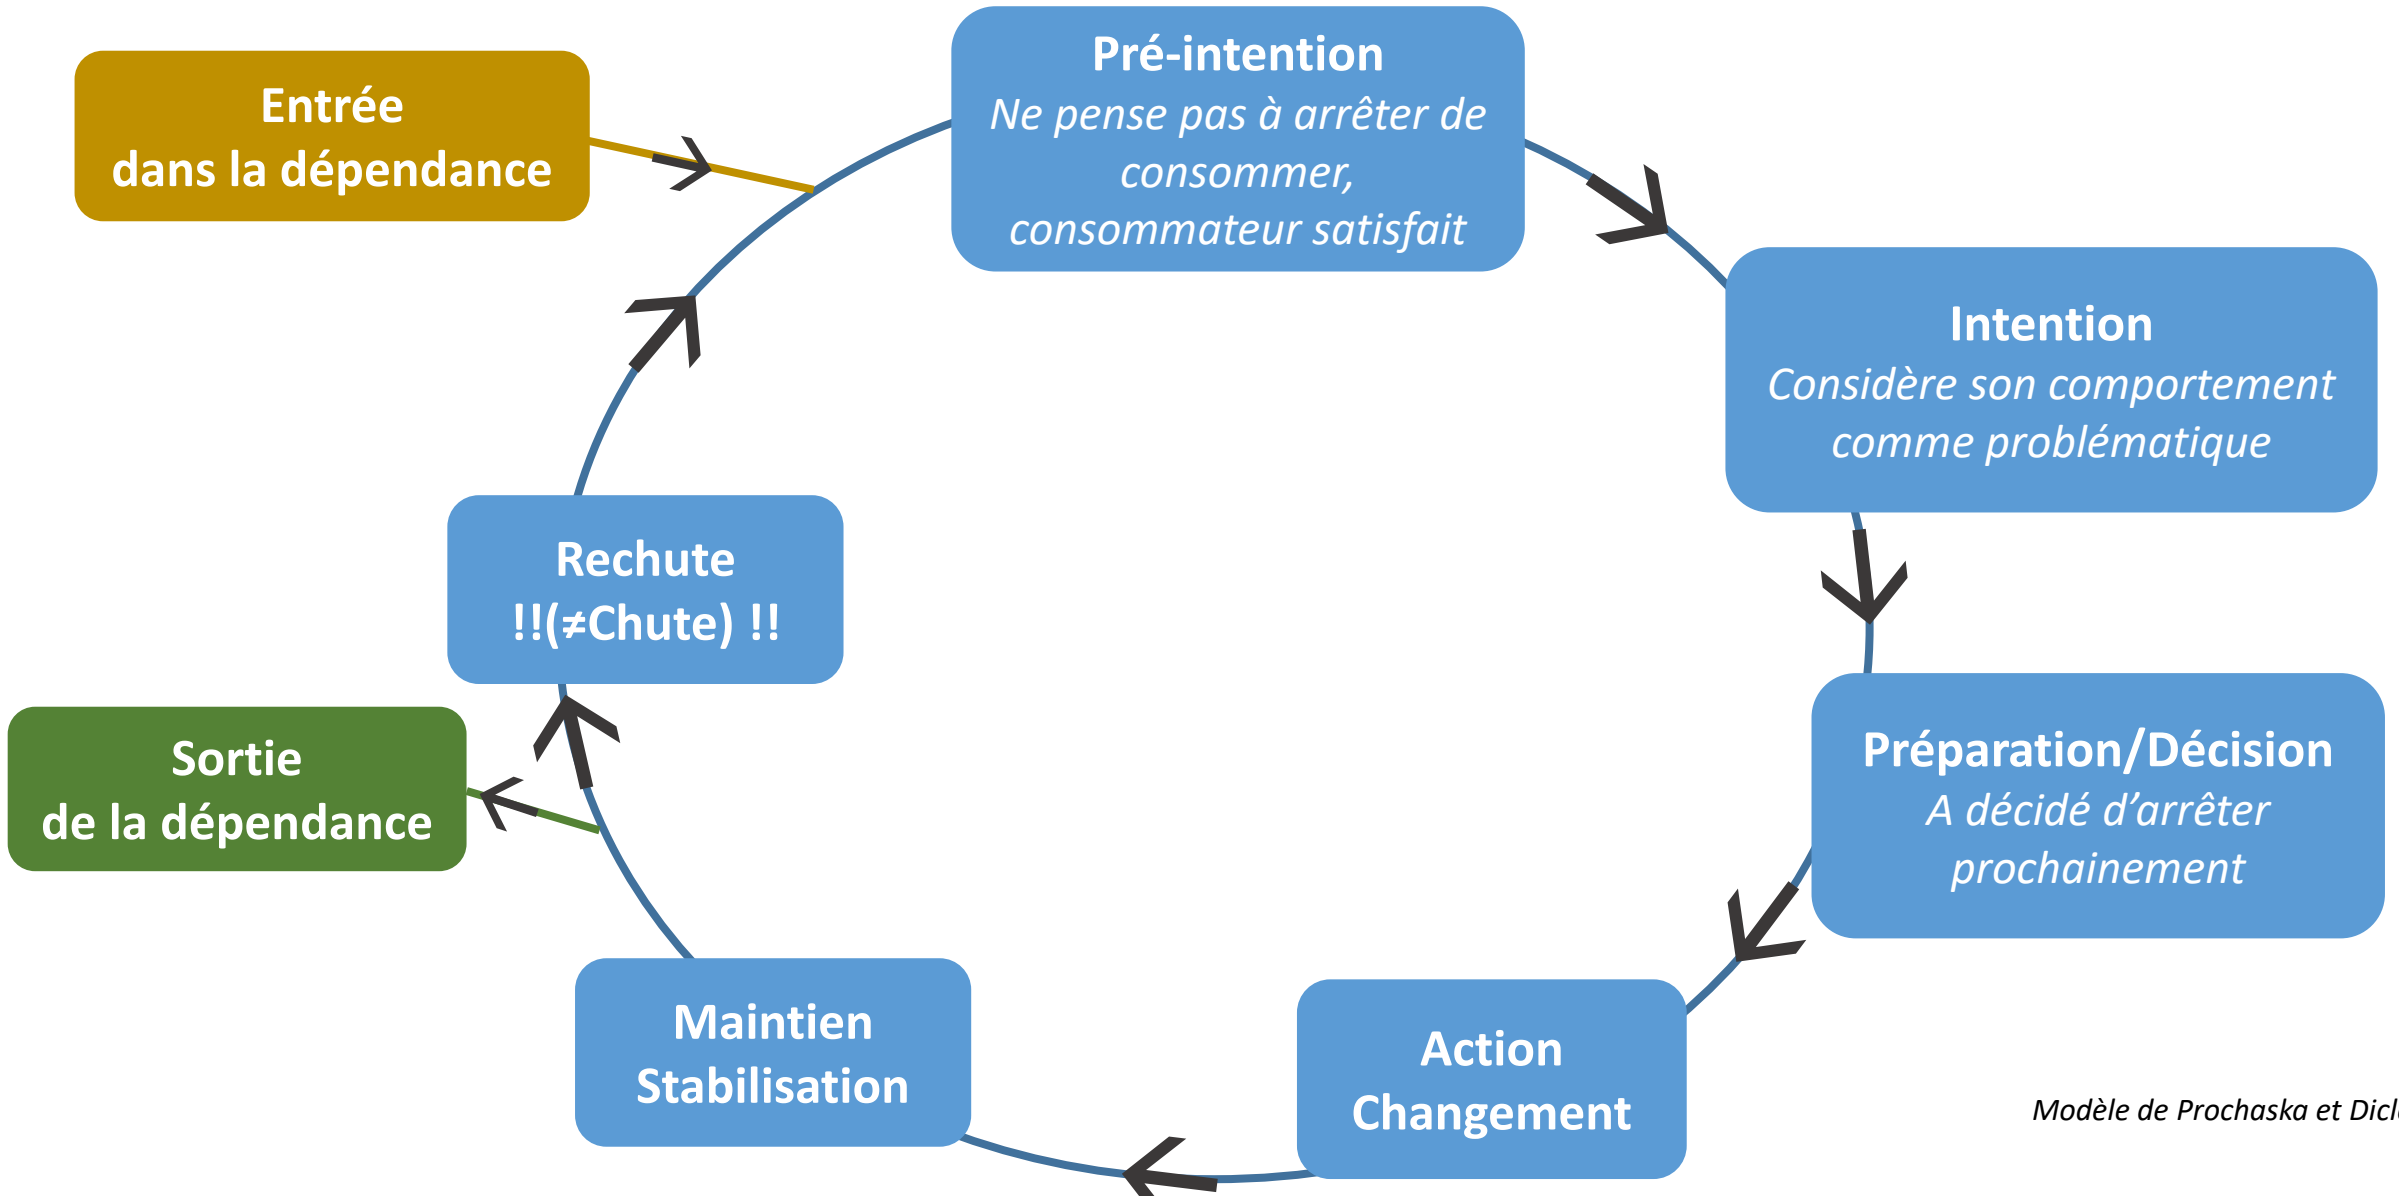 Entrée
dans la dépendance
Pré-intention
Ne pense pas à arrêter de
consommer,
consommateur satisfait
Intention
Considère son comportement
comme problématique
Préparation/Décision
A décidé d’arrêter
prochainement
Action
Changement
Maintien
Stabilisation
Rechute
!!(≠Chute) !!
Sortie
de la dépendance
Modèle de Prochaska et